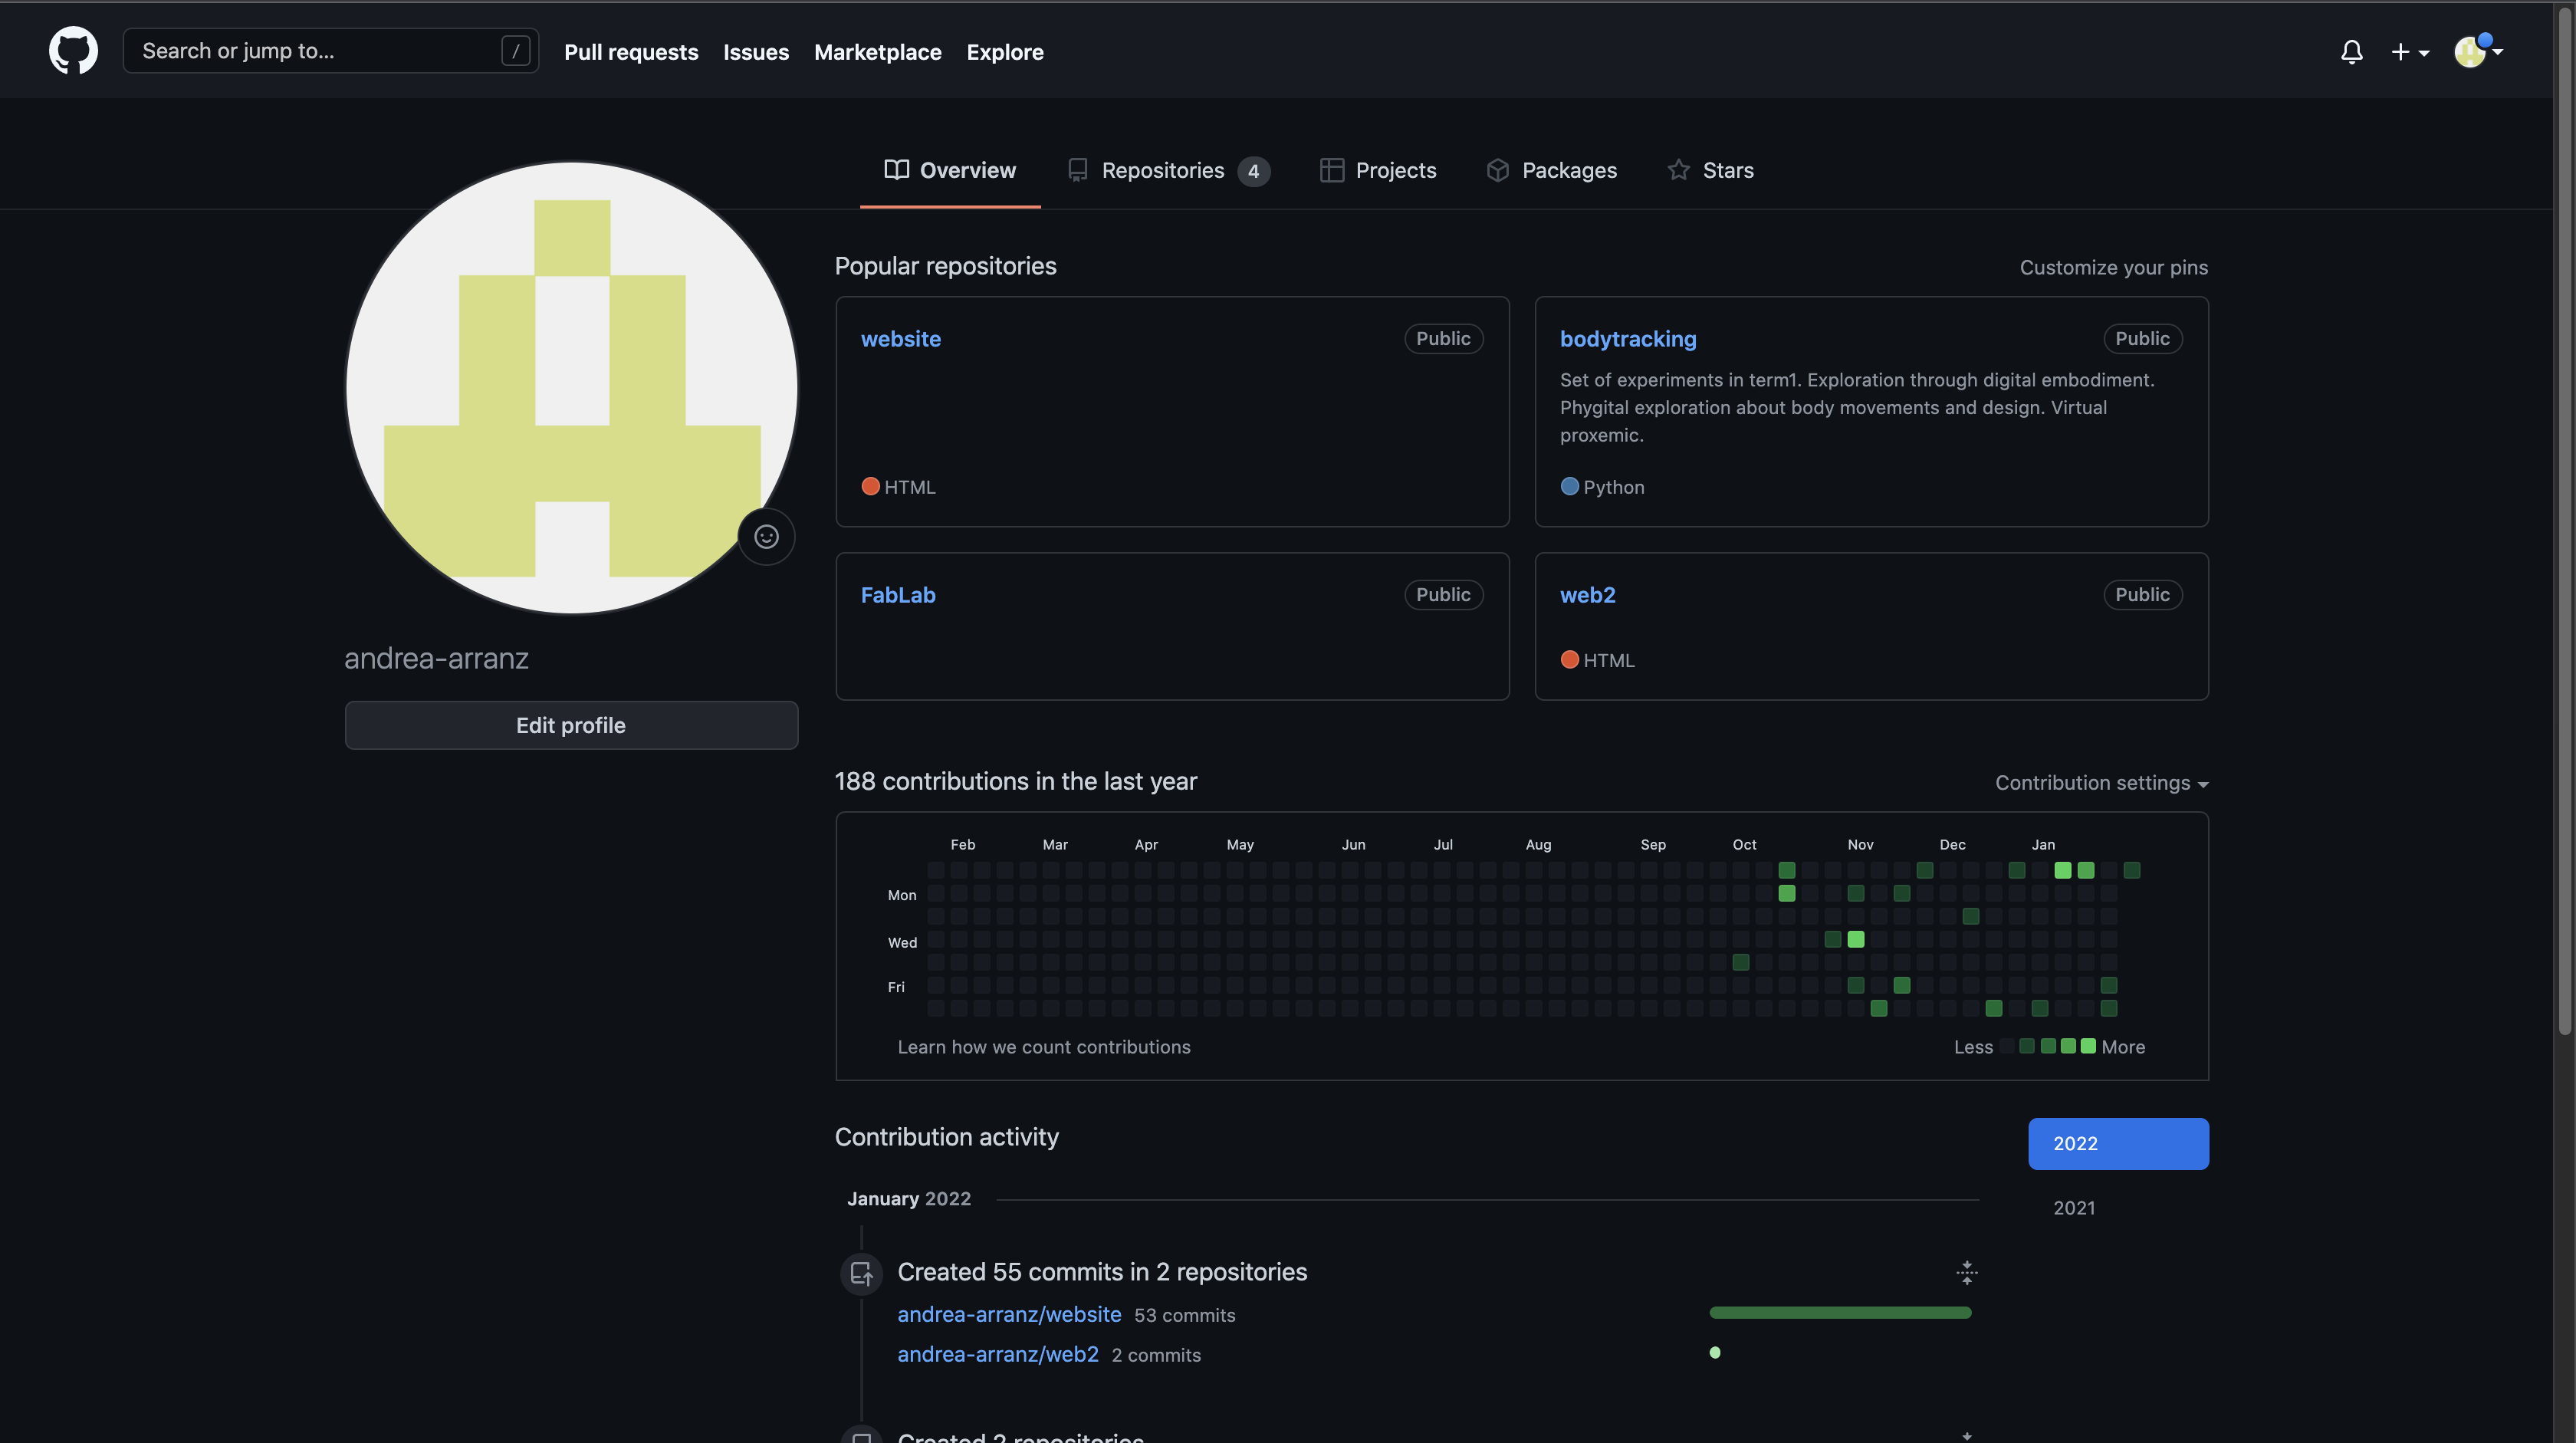 Search or jump to... /
Pull requests Issues Marketplace Explore
Overview Repositories 4 Projects Packages Stars
andrea-arranz
Edit profile
Popular repositories Customize your pins
website Public
HTML
bodytracking Public
Set of experiments in term1. Exploration through digital embodiment.
Phygital exploration about body movements and design. Virtual
proxemic.
Python
FabLab Public
web2 Public
HTML
188 contributions in the last year Contribution settings
Feb Mar Apr May Jun Jul Aug Sep Oct Nov Dec Jan
Mon
Wed
Fri
Learn how we count contributions Less More
Contribution activity
2022
2021
January 2022
Created 55 commits in 2 repositories
andrea-arranz/website 53 commits
andrea-arranz/web2 2 commits
Created 2 repositories